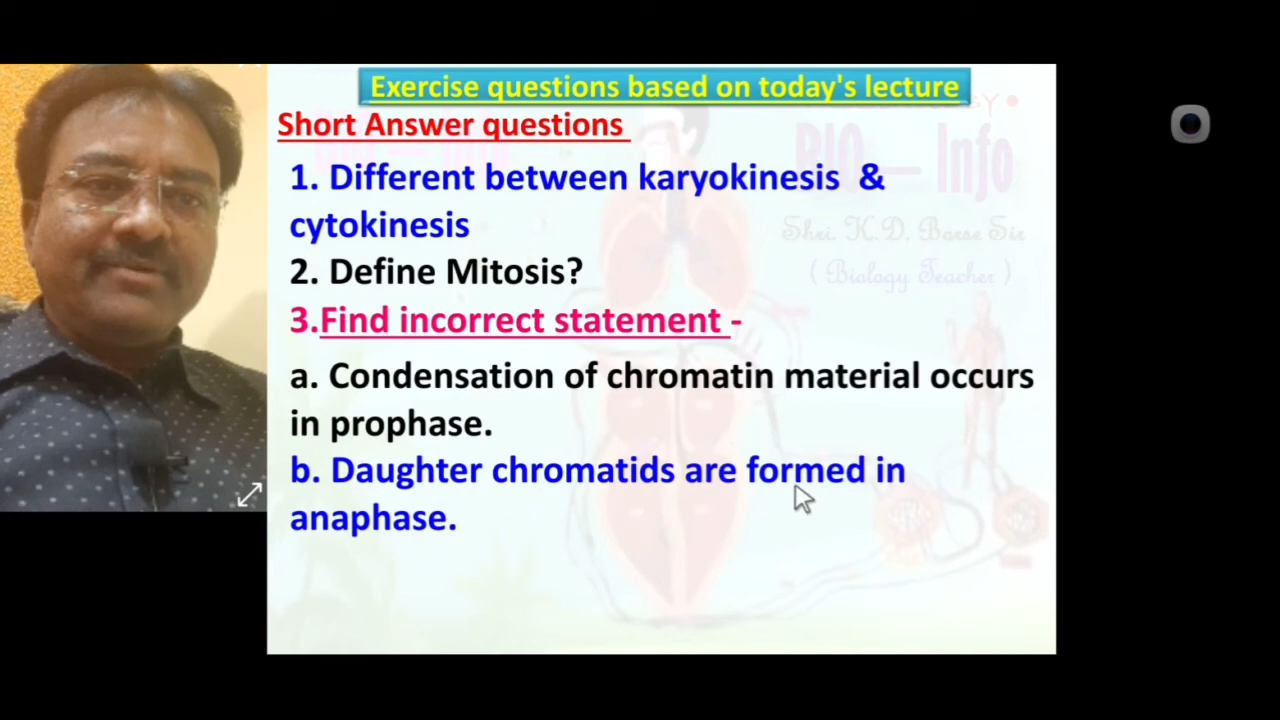 Exercise questions based on today's lecture
Short Answer questions
BIO — Info
1. Different between karyokinesis &
cytokinesis
Shri. K.D. Borse Sir
2. Define Mitosis?
( Biology Teacher )
3.Find incorrect statement -
a. Condensation of chromatin material occurs
in prophase.
b. Daughter chromatids are formed in
anaphase.